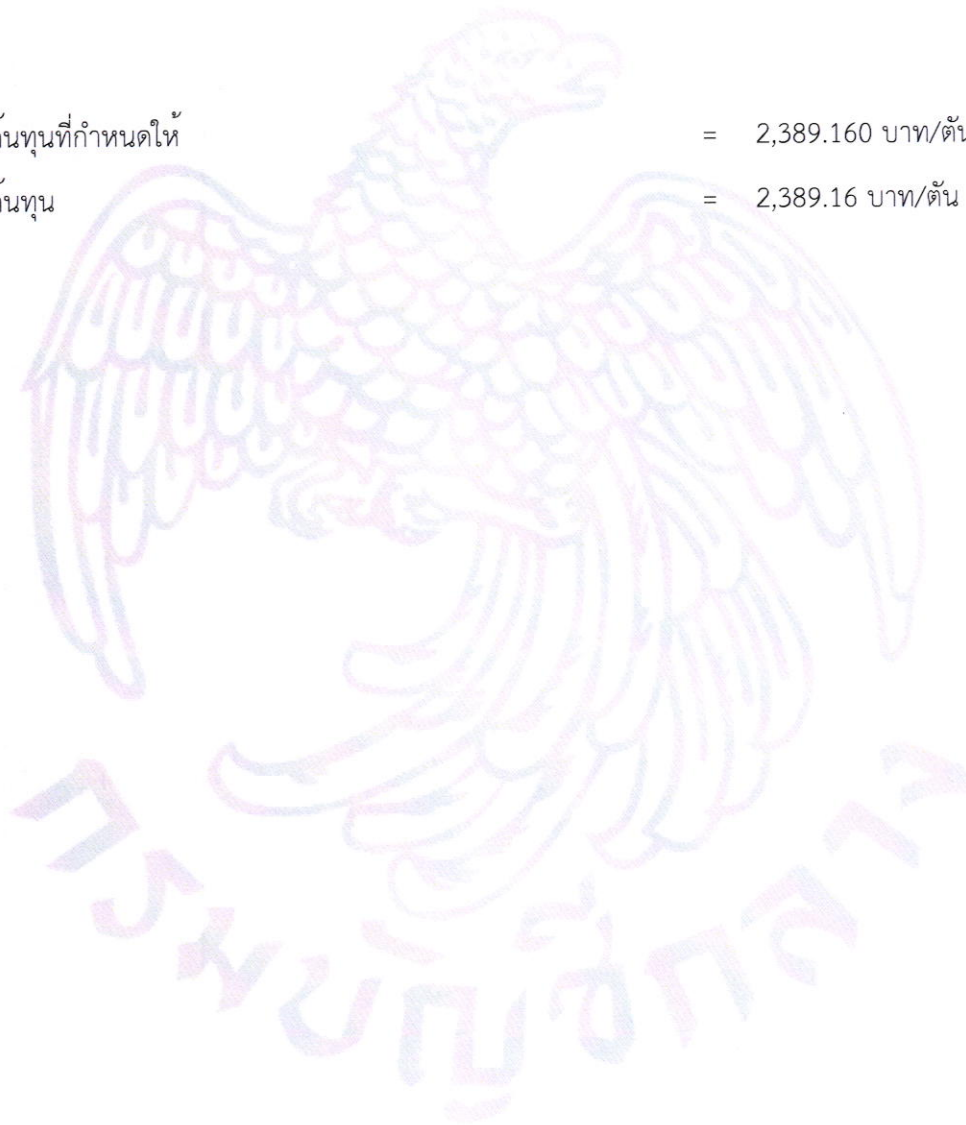 ต้นทุนที่กำหนดให้ = 2,389.160 บาท/ตัน
ต้นทุน = 2,389.16 บาท/ตัน
กรมบัญชีกลาง